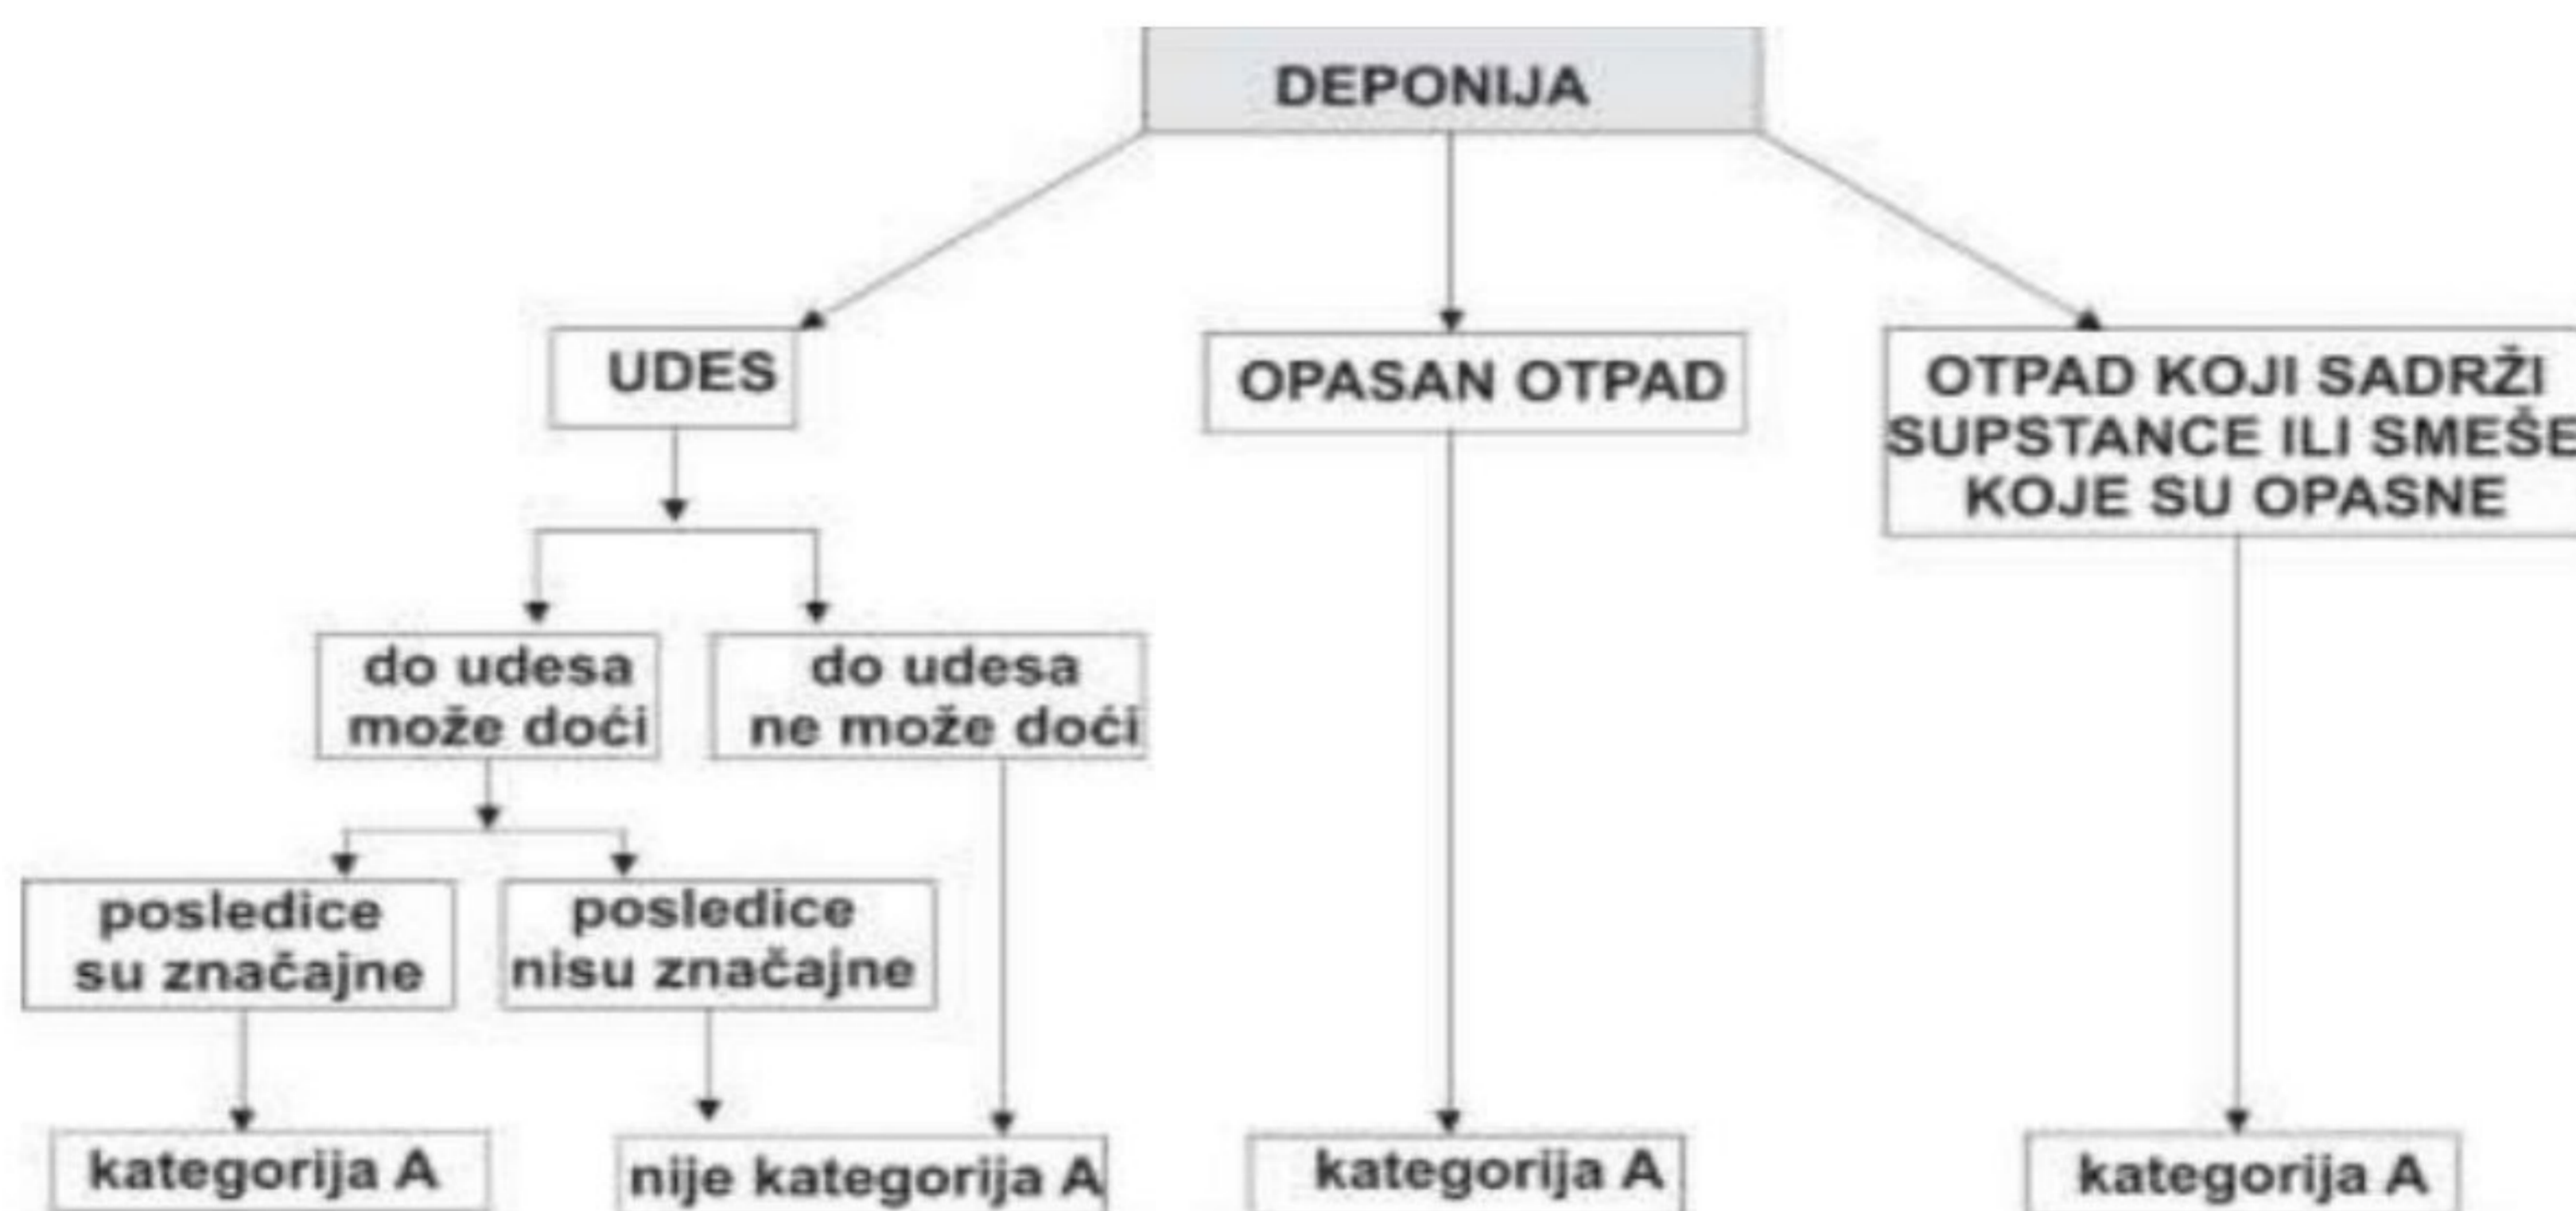 DEPONIJA
UDES
OPASAN OTPAD
OTPAD KOJI SADRŽI
SUPSTANCE ILI SMEŠE
KOJE SU OPASNE
do udesa
može doći
do udesa
ne može doći
posledice
su značajne
posledice
nisu značajne
kategorija A
nije kategorija A
kategorija A
kategorija A